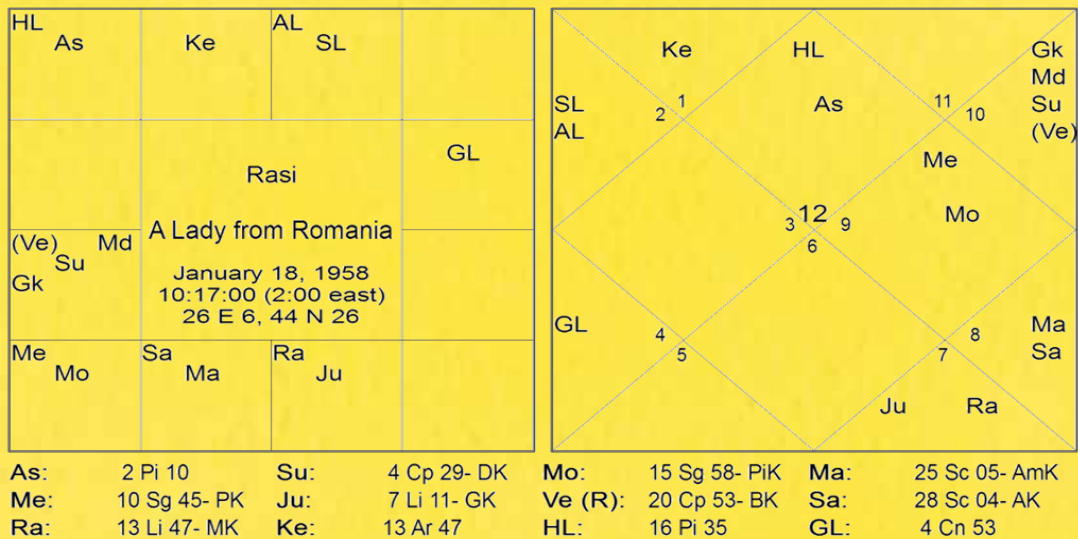 HL
As
Ke
AL
SL
GL
Rasi
A Lady from Romania
January 18, 1958
10:17:00 (2:00 east)
26 E 6, 44 N 26
(Ve) Md
Su
Gk
Me
Mo
Sa
Ma
Ra
Ju
Ke
HL
Gk
Md
Su
(Ve)
SL
AL
As
1
2
11
10
Me
Mo
12
3
9
6
GL
4
5
8
7
Ma
Sa
Ju
Ra
As: 2 Pi 10 Su: 4 Cp 29- DK Mo: 15 Sg 58- PiK Ma: 25 Sc 05- AmK
Me: 10 Sg 45- PK Ju: 7 Li 11- GK Ve (R): 20 Cp 53- BK Sa: 28 Sc 04- AK
Ra: 13 Li 47- MK Ke: 13 Ar 47 HL: 16 Pi 35 GL: 4 Cn 53